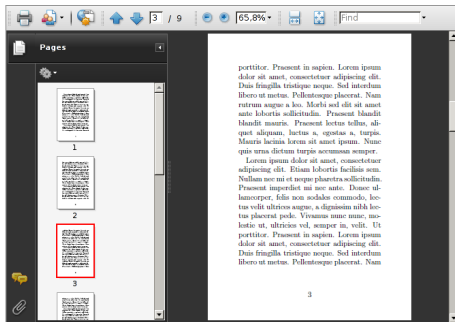 3 / 9
65,8%
Find
Pages
1
2
3
porttitor. Praesent in sapien. Lorem ipsum
dolor sit amet, consectetuer adipiscing elit.
Duis fringilla tristique neque. Sed interdum
libero ut metus. Pellentesque placerat. Nam
rutrum augue a leo. Morbi sed elit sit amet
ante lobortis sollicitudin. Praesent blandit
blandit mauris. Praesent lectus tellus, ali-
quet aliquam, luctus a, egestas a, turpis.
Mauris lacinia lorem sit amet ipsum. Nunc
quis urna dictum turpis accumsan semper.
Lorem ipsum dolor sit amet, consectetuer
adipiscing elit. Etiam lobortis facilisis sem.
Nullam nec mi et neque pharetra sollicitudin.
Praesent imperdiet mi nec ante. Donec ul-
lamcorper, felis non sodales commodo, lec-
tus velit ultrices augue, a dignissim nibh lec-
tus placerat pede. Vivamus nunc nunc, mo-
lestie ut, ultricies vel, semper in, velit. Ut
porttitor. Praesent in sapien. Lorem ipsum
dolor sit amet, consectetuer adipiscing elit.
Duis fringilla tristique neque. Sed interdum
libero ut metus. Pellentesque placerat. Nam
3